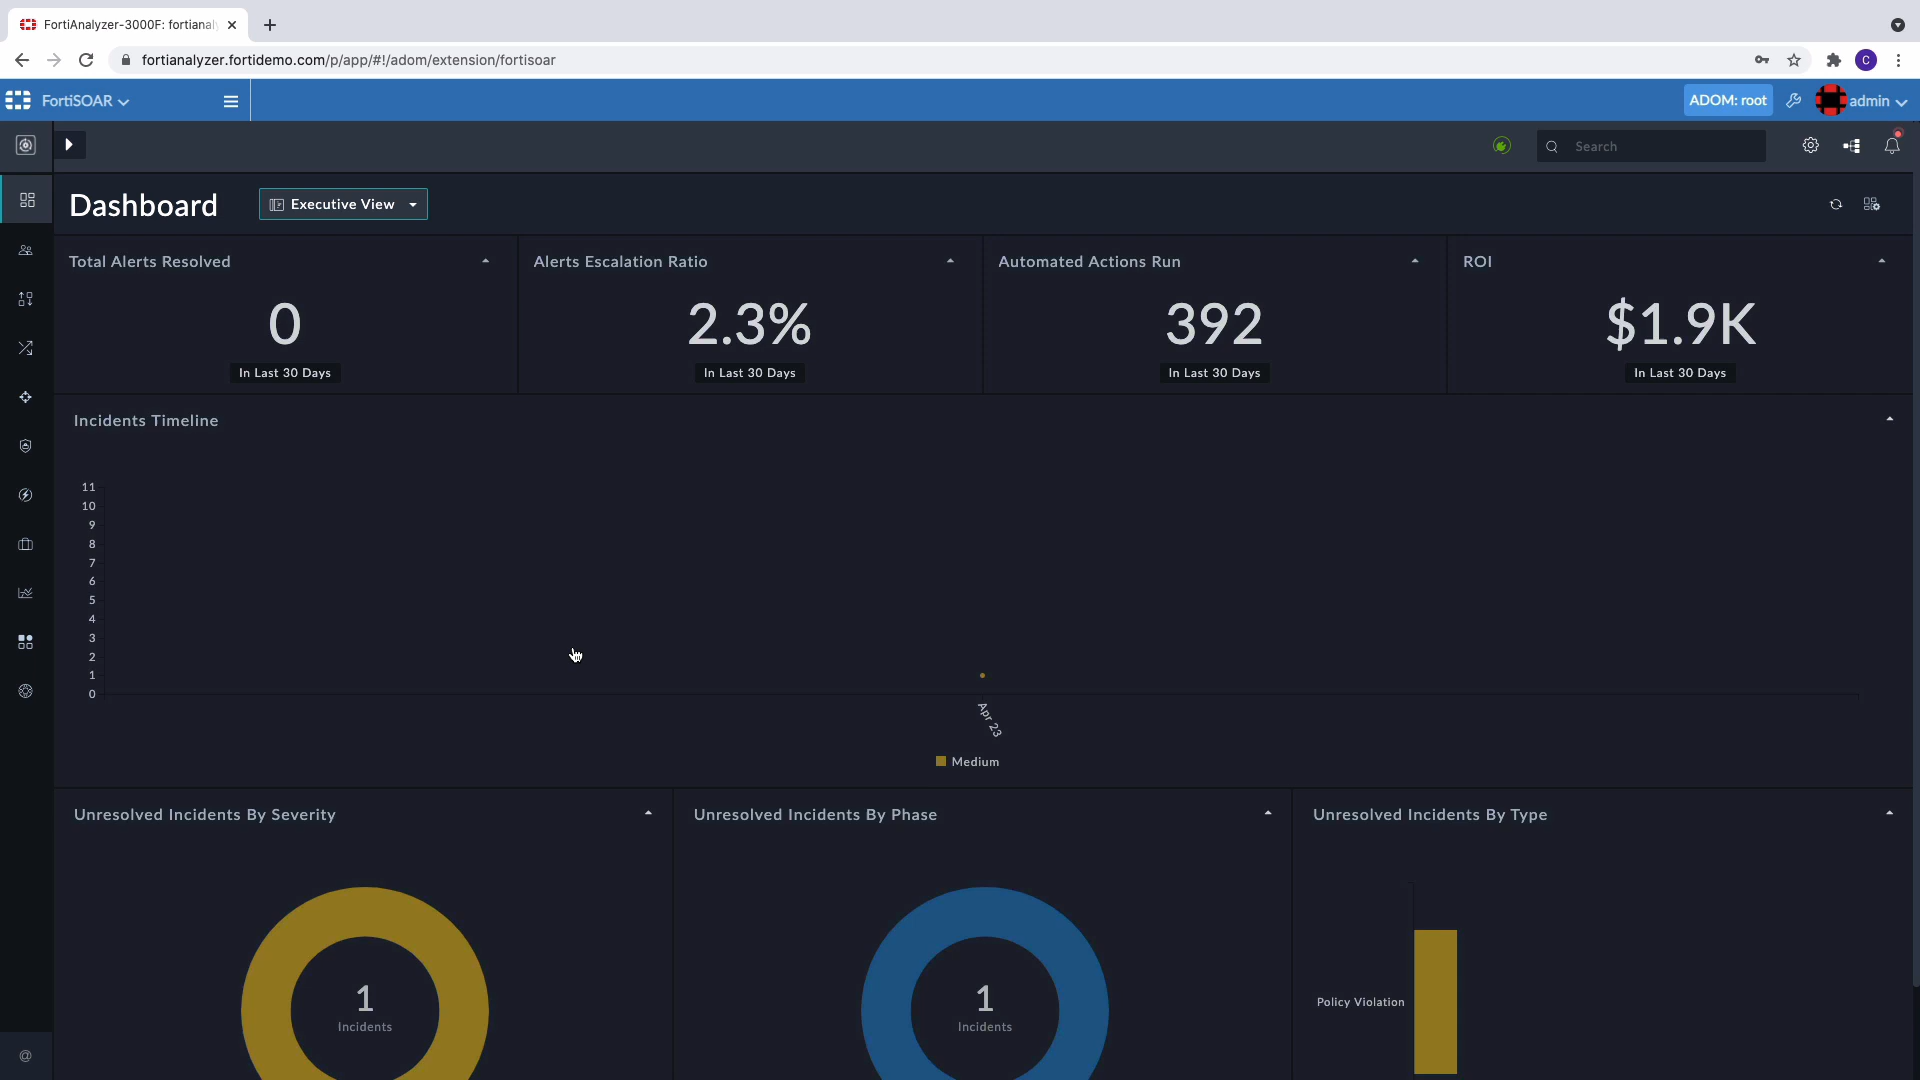 FortiAnalyzer-3000F: fortianaly
fortianalyzer.fortidemo.com/p/app/#!/adom/extension/fortisoar
C
FortiSOAR
ADOM: root
admin
Search
Dashboard
Executive View
Total Alerts Resolved
0
In Last 30 Days
Alerts Escalation Ratio
2.3%
In Last 30 Days
Automated Actions Run
392
In Last 30 Days
ROI
$1.9K
In Last 30 Days
Incidents Timeline
11
10
9
8
7
6
5
4
3
2
1
0
Apr 23
Medium
Unresolved Incidents By Severity
1
Incidents
Unresolved Incidents By Phase
1
Incidents
Unresolved Incidents By Type
Policy Violation
@